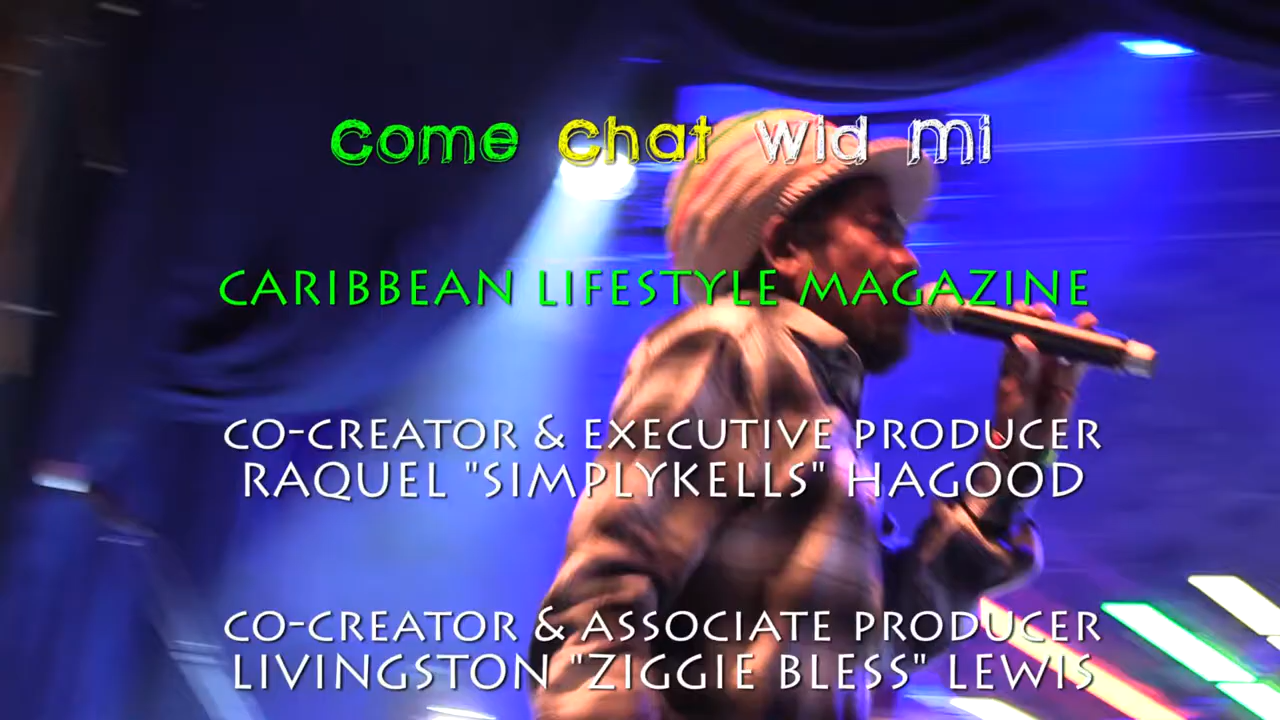 Come Chat Wid Mi
CARIBBEAN LIFESTYLE MAGAZINE
CO-CREATOR & EXECUTIVE PRODUCER
RAQUEL "SIMPLYKELLS" HAGOOD
CO-CREATOR & ASSOCIATE PRODUCER
LIVINGSTON "ZIGGIE BLESS" LEWIS